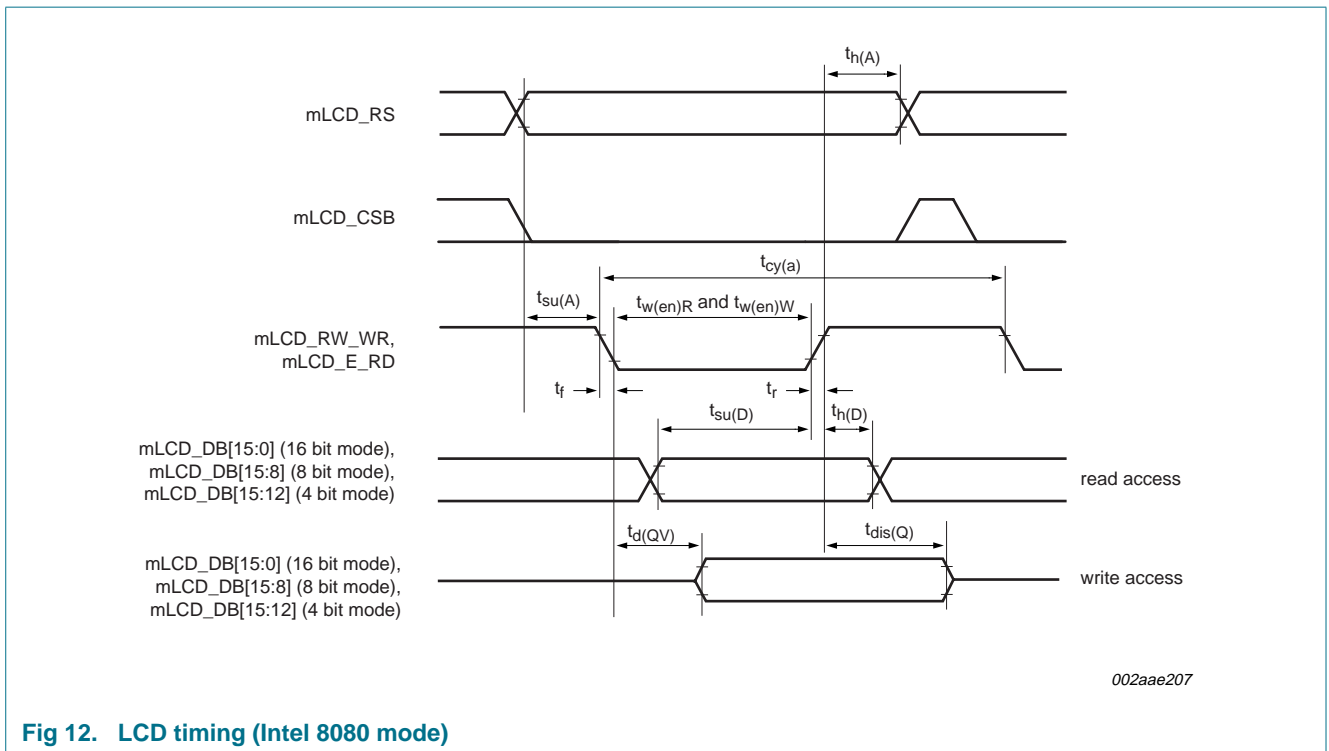 th(A)
mLCD_RS
mLCD_CSB
tcy(a)
tsu(A)
tw(en)R and tw(en)W
mLCD_RW_WR,
mLCD_E_RD
tf
tr
tsu(D)
th(D)
mLCD_DB[15:0] (16 bit mode),
mLCD_DB[15:8] (8 bit mode),
mLCD_DB[15:12] (4 bit mode)
read access
td(QV)
tdis(Q)
mLCD_DB[15:0] (16 bit mode),
mLCD_DB[15:8] (8 bit mode),
mLCD_DB[15:12] (4 bit mode)
write access
002aae207
Fig 12. LCD timing (Intel 8080 mode)